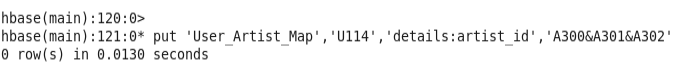 hbase(main):120:0>
hbase(main):121:0* put 'User_Artist_Map','U114','details:artist_id','A300&A301&A302'
0 row(s) in 0.0130 seconds